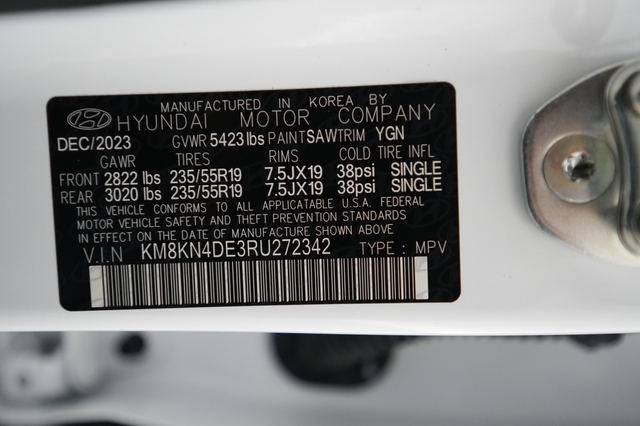 MANUFACTURED IN KOREA BY
HYUNDAI MOTOR COMPANY
DEC/2023 GVWR 5423 lbs PAINT SAW TRIM YGN
GAWR TIRES RIMS COLD TIRE INFL
FRONT 2822 lbs 235/55R19 7.5JX19 38psi SINGLE
REAR 3020 lbs 235/55R19 7.5JX19 38psi SINGLE
THIS VEHICLE CONFORMS TO ALL APPLICATABLE U.S.A. FEDERAL
MOTOR VEHICLE SAFETY AND THEFT PREVENTION STANDARDS
IN EFFECT ON THE DATE OF MANUFACTURE SHOWN ABOVE
V.I.N KM8KN4DE3RU272342 TYPE : MPV